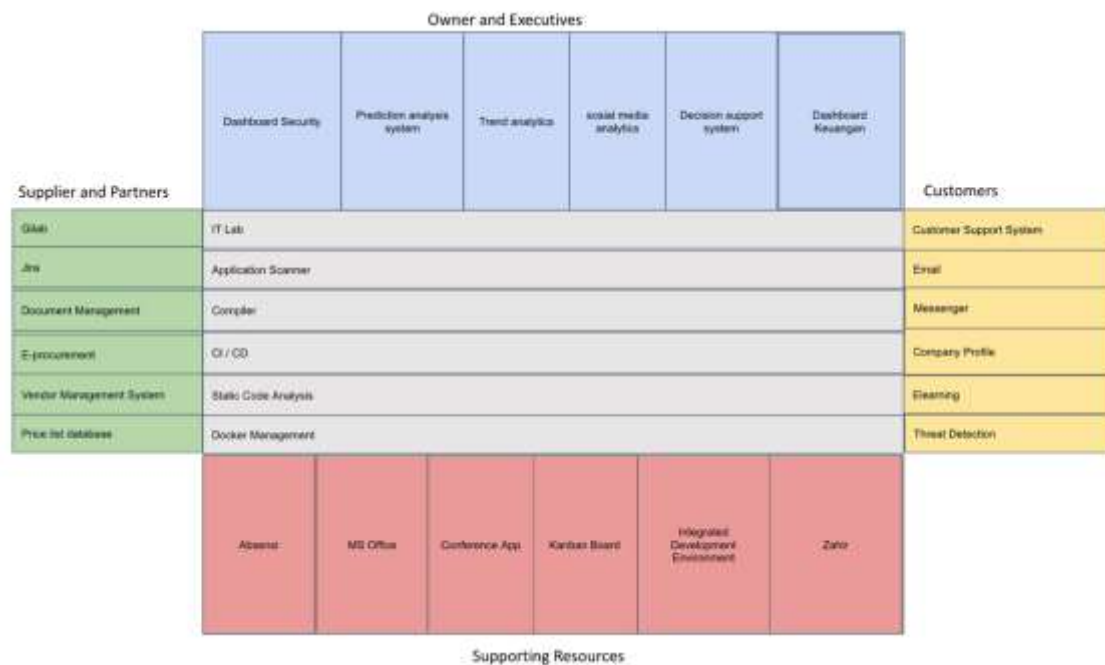 Owner and Executives
Dashboard Security
Prediction analysis
system
Trend analytics
sosial media
analytics
Decision support
system
Dashboard
Keuangan
Supplier and Partners
Customers
Gitlab
IT Lab
Customer Support System
Jira
Application Scanner
Email
Document Management
Compiler
Messenger
E-procurement
CI / CD
Company Profile
Vendor Management System
Static Code Analysis
Elearning
Price list database
Docker Management
Threat Detection
Absensi
MS Office
Conference App
Kanban Board
Integrated
Development
Environment
Zahir
Supporting Resources